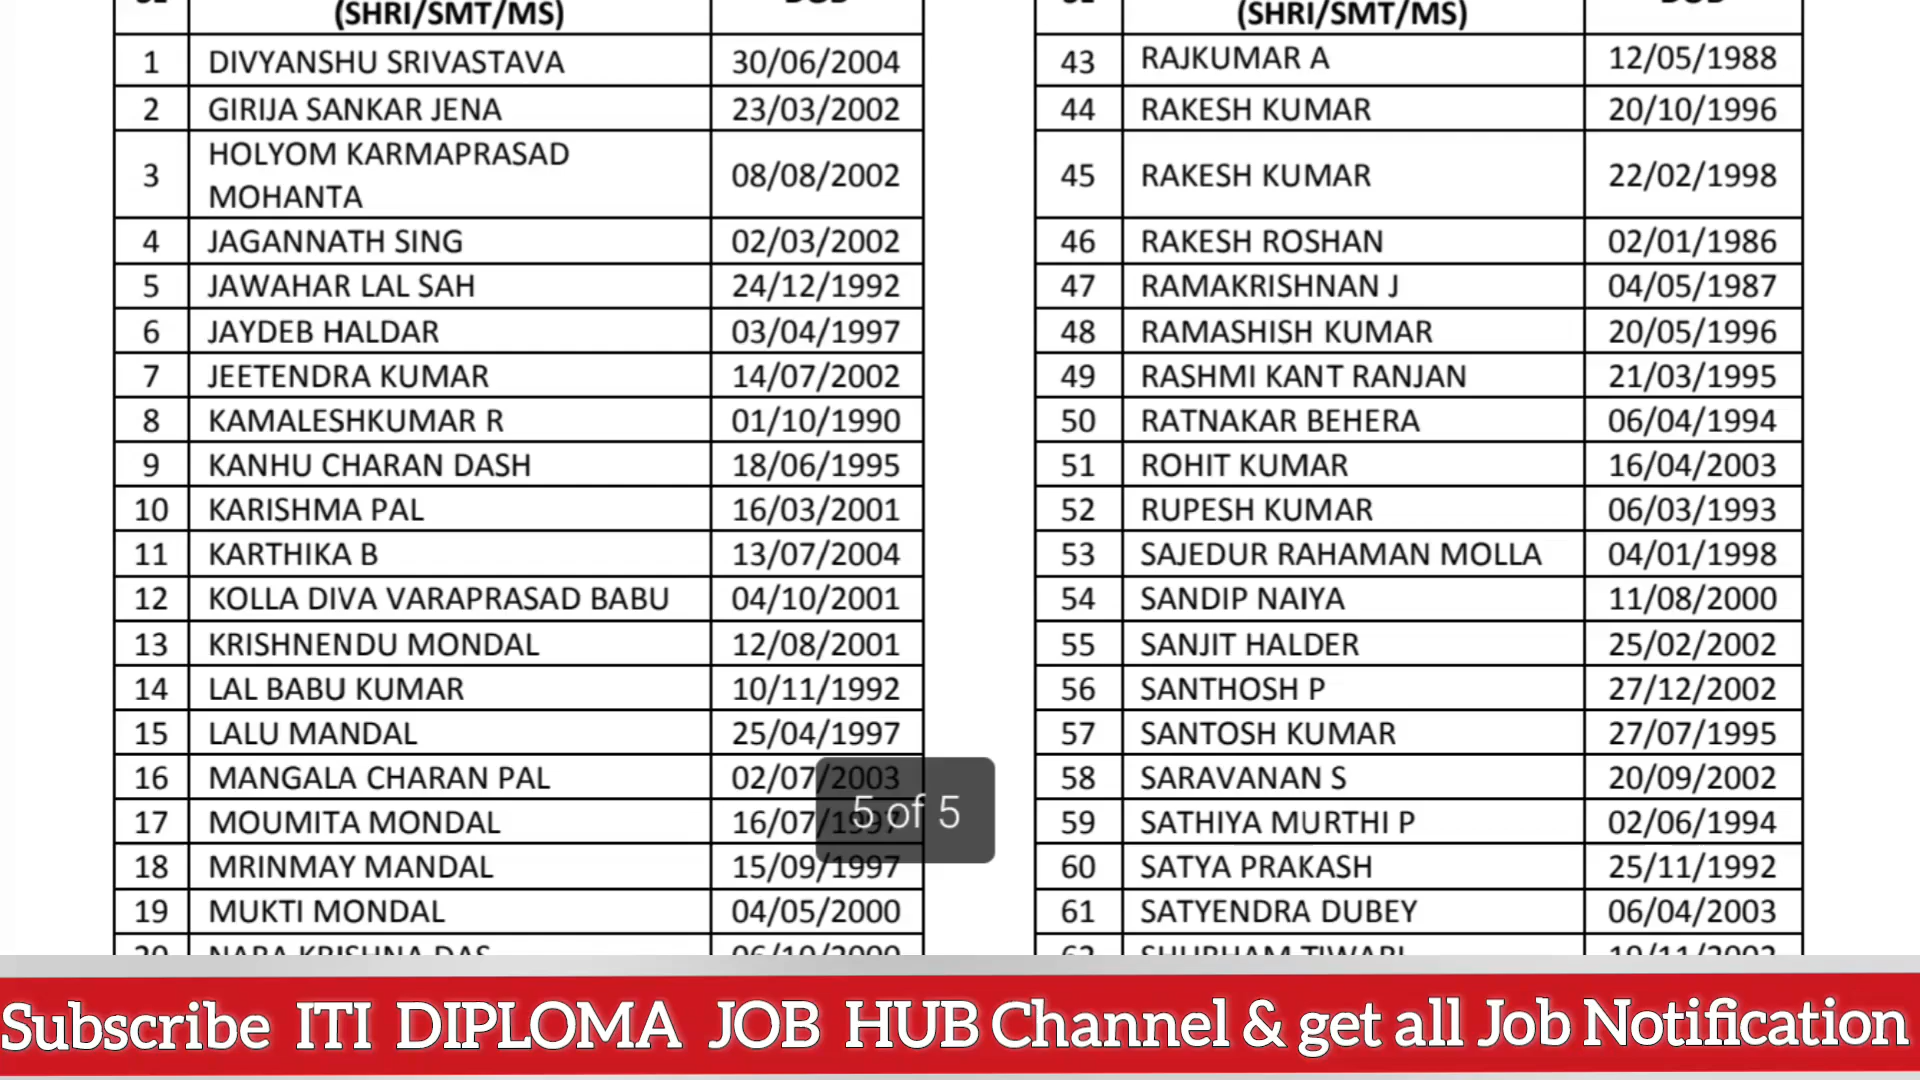 (SHRI/SMT/MS)
1 DIVYANSHU SRIVASTAVA 30/06/2004
2 GIRIJA SANKAR JENA 23/03/2002
3 HOLYOM KARMAPRASAD MOHANTA 08/08/2002
4 JAGANNATH SING 02/03/2002
5 JAWAHAR LAL SAH 24/12/1992
6 JAYDEB HALDAR 03/04/1997
7 JEETENDRA KUMAR 14/07/2002
8 KAMALESHKUMAR R 01/10/1990
9 KANHU CHARAN DASH 18/06/1995
10 KARISHMA PAL 16/03/2001
11 KARTHIKA B 13/07/2004
12 KOLLA DIVA VARAPRASAD BABU 04/10/2001
13 KRISHNENDU MONDAL 12/08/2001
14 LAL BABU KUMAR 10/11/1992
15 LALU MANDAL 25/04/1997
16 MANGALA CHARAN PAL 02/07/2003
17 MOUMITA MONDAL 16/07/1997
18 MRINMAY MANDAL 15/09/1997
19 MUKTI MONDAL 04/05/2000
(SHRI/SMT/MS)
43 RAJKUMAR A 12/05/1988
44 RAKESH KUMAR 20/10/1996
45 RAKESH KUMAR 22/02/1998
46 RAKESH ROSHAN 02/01/1986
47 RAMAKRISHNAN J 04/05/1987
48 RAMASHISH KUMAR 20/05/1996
49 RASHMI KANT RANJAN 21/03/1995
50 RATNAKAR BEHERA 06/04/1994
51 ROHIT KUMAR 16/04/2003
52 RUPESH KUMAR 06/03/1993
53 SAJEDUR RAHAMAN MOLLA 04/01/1998
54 SANDIP NAIYA 11/08/2000
55 SANJIT HALDER 25/02/2002
56 SANTHOSH P 27/12/2002
57 SANTOSH KUMAR 27/07/1995
58 SARAVANAN S 20/09/2002
59 SATHIYA MURTHI P 02/06/1994
60 SATYA PRAKASH 25/11/1992
61 SATYENDRA DUBEY 06/04/2003
5 of 5
Subscribe ITI DIPLOMA JOB HUB Channel & get all Job Notification